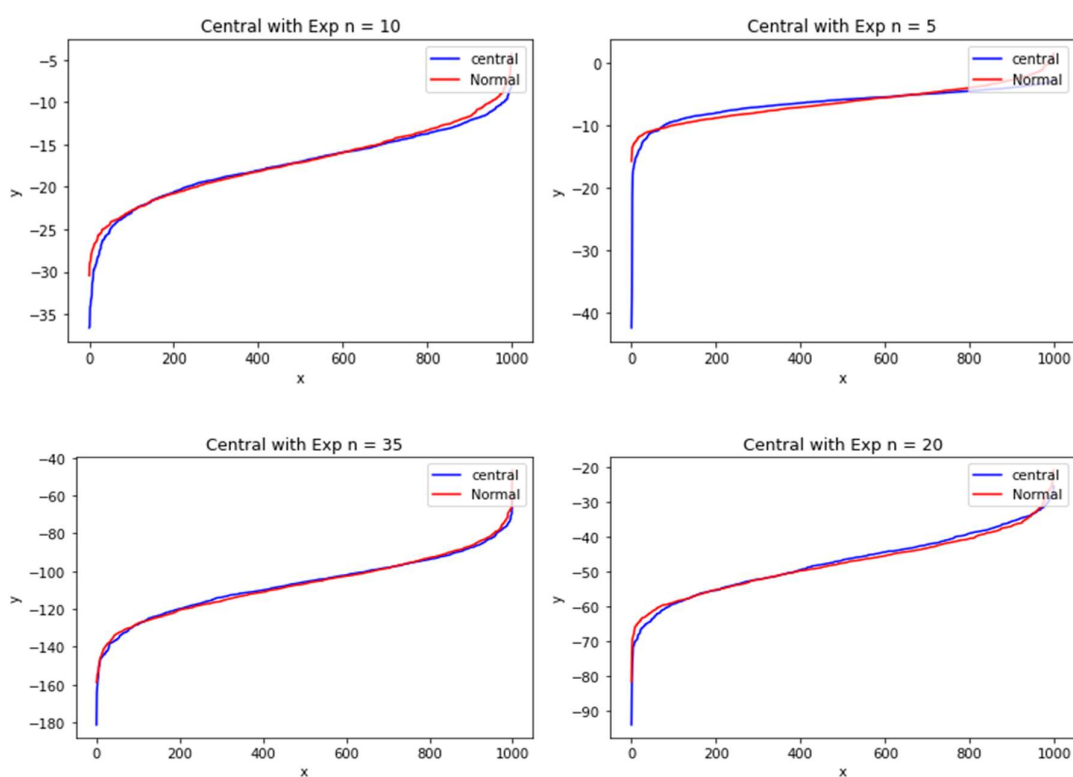 Central with Exp n = 10
central
Normal
−5
−10
−15
−20
−25
−30
−35
y
0 200 400 600 800 1000
x
Central with Exp n = 5
central
Normal
0
−10
−20
−30
−40
y
0 200 400 600 800 1000
x
Central with Exp n = 35
central
Normal
−40
−60
−80
−100
−120
−140
−160
−180
y
0 200 400 600 800 1000
x
Central with Exp n = 20
central
Normal
−20
−30
−40
−50
−60
−70
−80
−90
y
0 200 400 600 800 1000
x